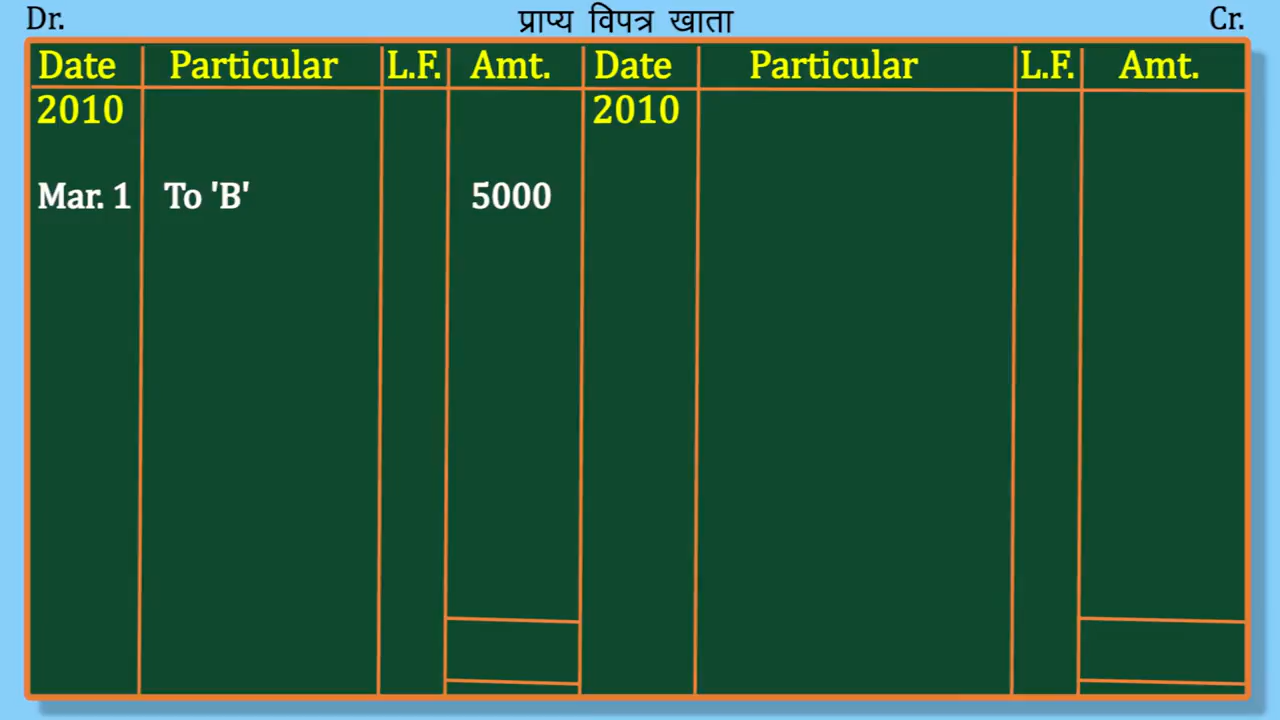 Dr. प्राप्य विपत्र खाता Cr.
Date Particular L.F. Amt. Date Particular L.F. Amt.
2010 2010
Mar. 1 To 'B' 5000